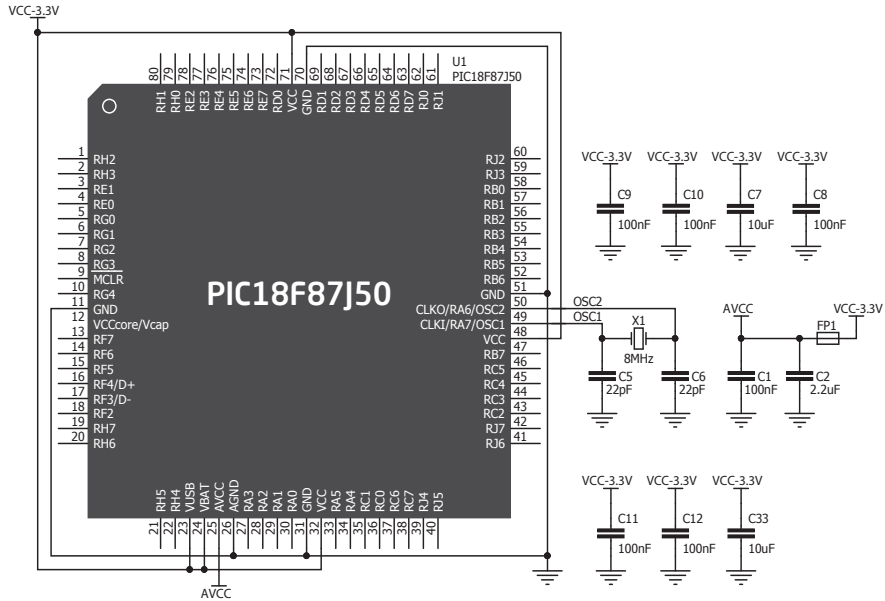 VCC-3.3V
U1
PIC18F87J50
80 79 78 77 76 75 74 73 72 71 70 69 68 67 66 65 64 63 62 61
RH1 RH0 RE2 RE3 RE4 RE5 RE6 RE7 RD0 VCC GND RD1 RD2 RD3 RD4 RD5 RD6 RD7 RJ0 RJ1
1 RH2
2 RH3
3 RE1
4 RE0
5 RG0
6 RG1
7 RG2
8 RG3
9 MCLR
10 RG4
11 GND
12 VCCcore/Vcap
13 RF7
14 RF6
15 RF5
16 RF4/D+
17 RF3/D-
18 RF2
19 RH7
20 RH6
PIC18F87J50
RJ2 60
RJ3 59
RB0 58
RB1 57
RB2 56
RB3 55
RB4 54
RB5 53
RB6 52
GND 51
CLKO/RA6/OSC2 50
CLKI/RA7/OSC1 49
VCC 48
RB7 47
RC5 46
RC4 45
RC3 44
RC2 43
RJ7 42
RJ6 41
RH5 RH4 VUSB VBAT AVCC AGND RA3 RA2 RA1 RA0 GND VCC RA5 RA4 RC1 RC0 RC6 RC7 RJ4 RJ5
21 22 23 24 25 26 27 28 29 30 31 32 33 34 35 36 37 38 39 40
AVCC
OSC2
OSC1
X1
8MHz
C5
22pF
C6
22pF
VCC-3.3V VCC-3.3V VCC-3.3V VCC-3.3V
C9 C10 C7 C8
100nF 100nF 10uF 100nF
AVCC VCC-3.3V
FP1
C1 C2
100nF 2.2uF
VCC-3.3V VCC-3.3V VCC-3.3V
C11 C12 C33
100nF 100nF 10uF